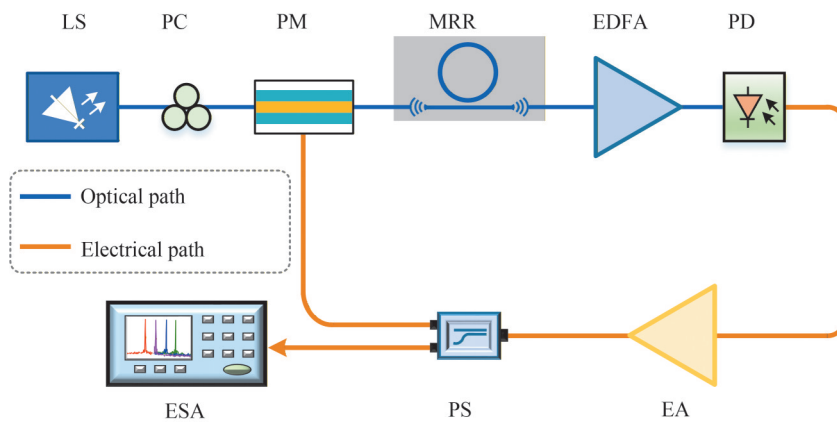 LS PC PM MRR EDFA PD
Optical path
Electrical path
ESA PS EA